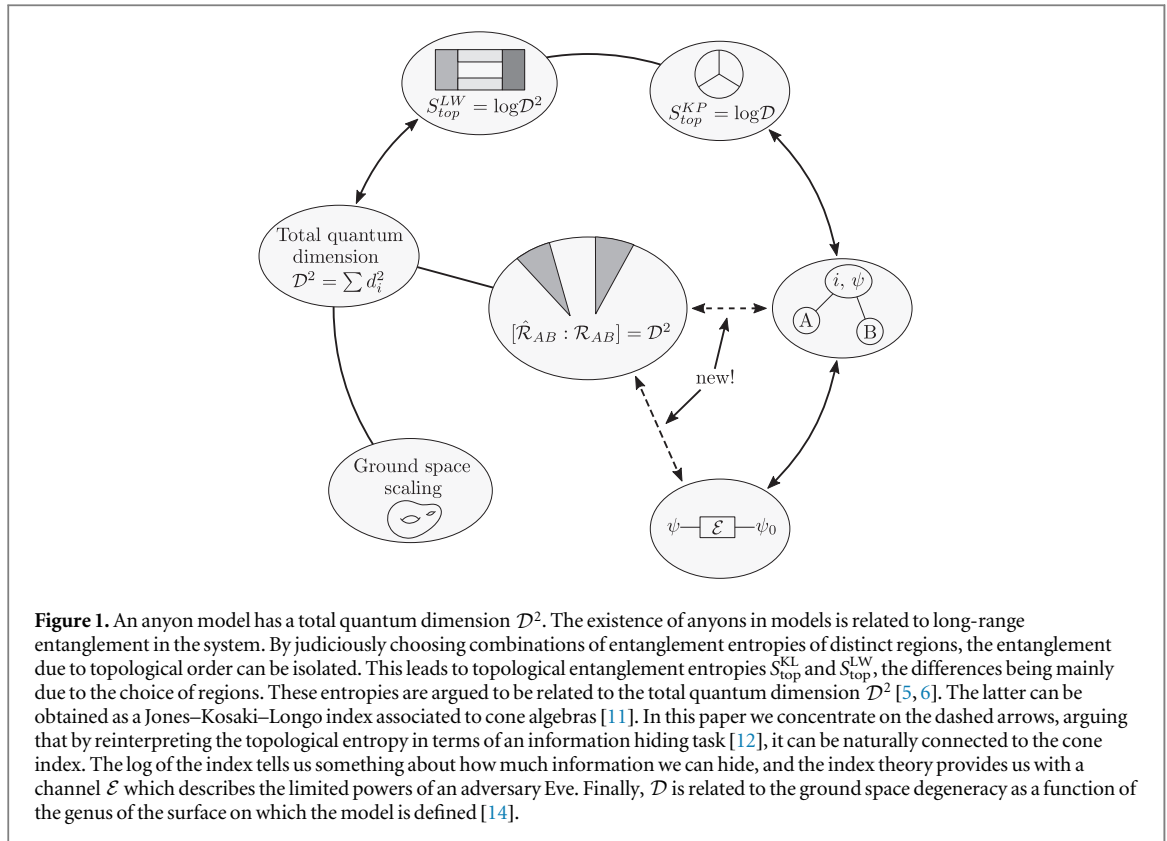 S_{top}^{LW} = log𝒟²
S_{top}^{KP} = log𝒟
Total quantum
dimension
𝒟² = ∑ d_i²
i, ψ
A
B
[ℛ̂_{AB} : ℛ_{AB}] = 𝒟²
new!
Ground space
scaling
ψ ℰ ψ₀
Figure 1. An anyon model has a total quantum dimension 𝒟². The existence of anyons in models is related to long-range
entanglement in the system. By judiciously choosing combinations of entanglement entropies of distinct regions, the entanglement
due to topological order can be isolated. This leads to topological entanglement entropies S_{top}^{KL} and S_{top}^{LW}, the differences being mainly
due to the choice of regions. These entropies are argued to be related to the total quantum dimension 𝒟² [5, 6]. The latter can be
obtained as a Jones–Kosaki–Longo index associated to cone algebras [11]. In this paper we concentrate on the dashed arrows, arguing
that by reinterpreting the topological entropy in terms of an information hiding task [12], it can be naturally connected to the cone
index. The log of the index tells us something about how much information we can hide, and the index theory provides us with a
channel ℰ which describes the limited powers of an adversary Eve. Finally, 𝒟 is related to the ground space degeneracy as a function of
the genus of the surface on which the model is defined [14].